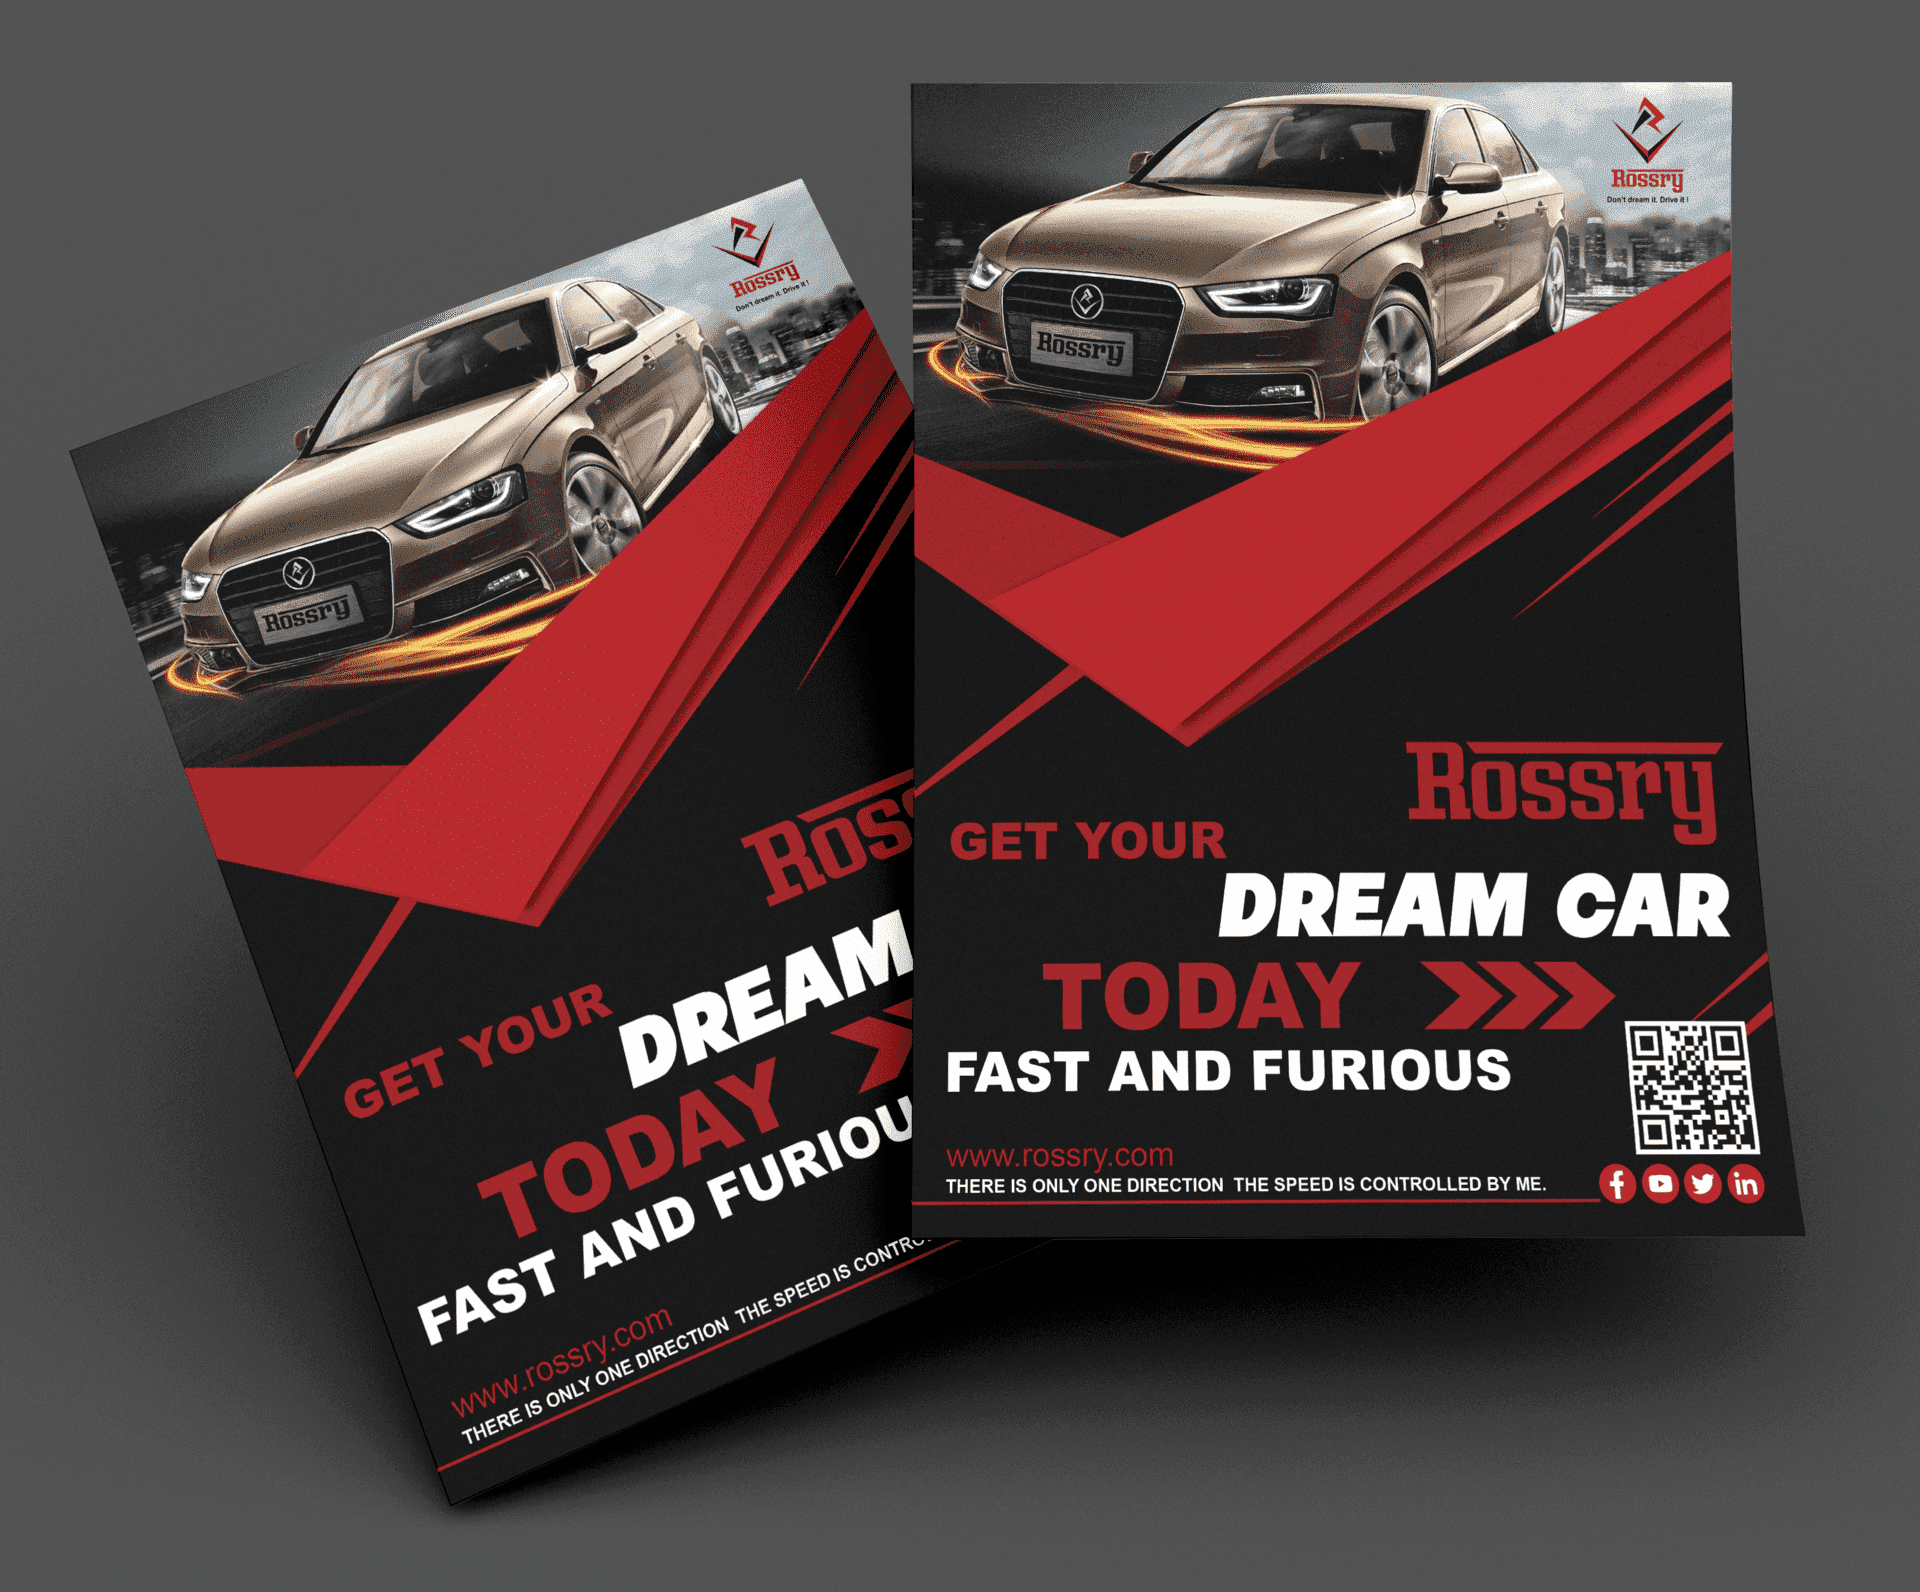 Rossry
Don't dream it. Drive it !
Rossry
Rossry
GET YOUR
DREAM
TODAY
FAST AND FURIOU
www.rossry.com
THERE IS ONLY ONE DIRECTION THE SPEED IS CONTRO
Rossry
Don't dream it. Drive it !
Rossry
Rossry
GET YOUR
DREAM CAR
TODAY
FAST AND FURIOUS
www.rossry.com
THERE IS ONLY ONE DIRECTION THE SPEED IS CONTROLLED BY ME.